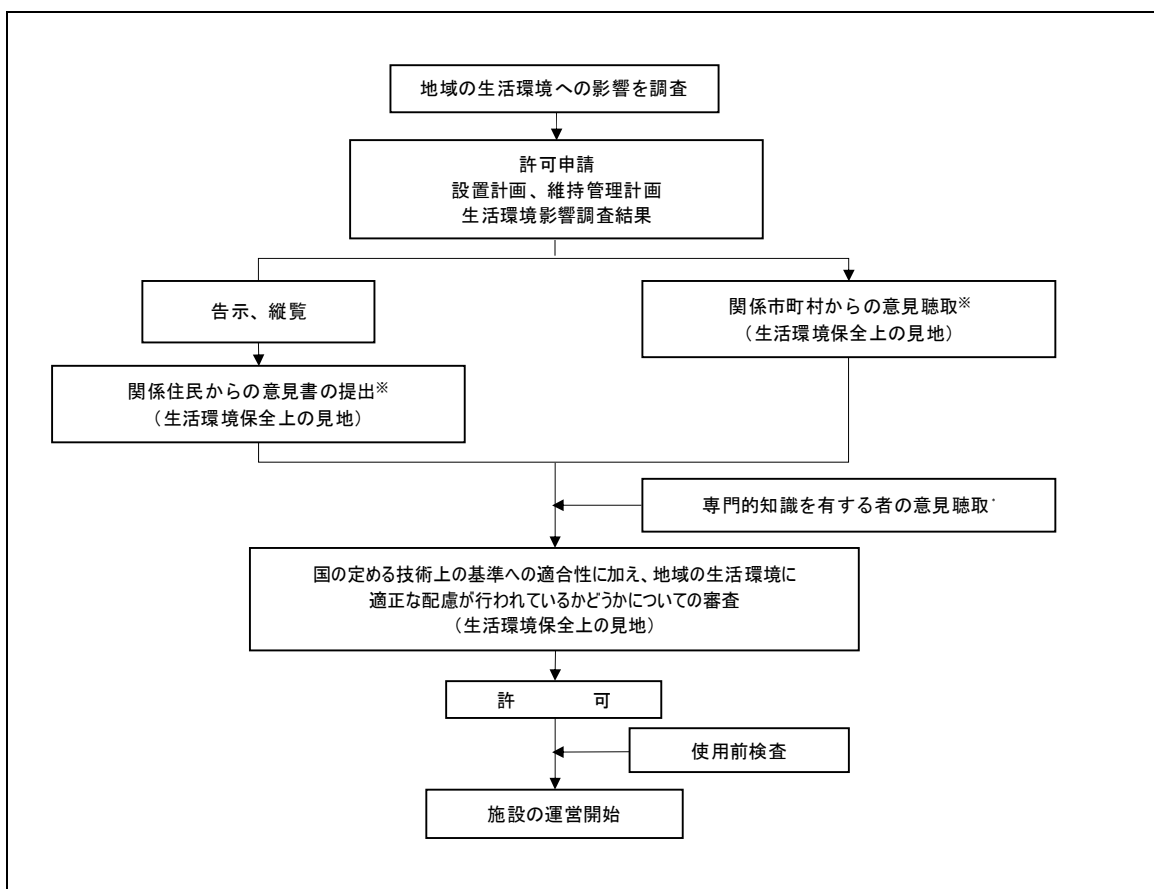 地域の生活環境への影響を調査
許可申請
設置計画、維持管理計画
生活環境影響調査結果
告示、縦覧
関係住民からの意見書の提出※
（生活環境保全上の見地）
関係市町村からの意見聴取※
（生活環境保全上の見地）
専門的知識を有する者の意見聴取*
国の定める技術上の基準への適合性に加え、地域の生活環境に
適正な配慮が行われているかどうかについての審査
（生活環境保全上の見地）
許　　　可
使用前検査
施設の運営開始